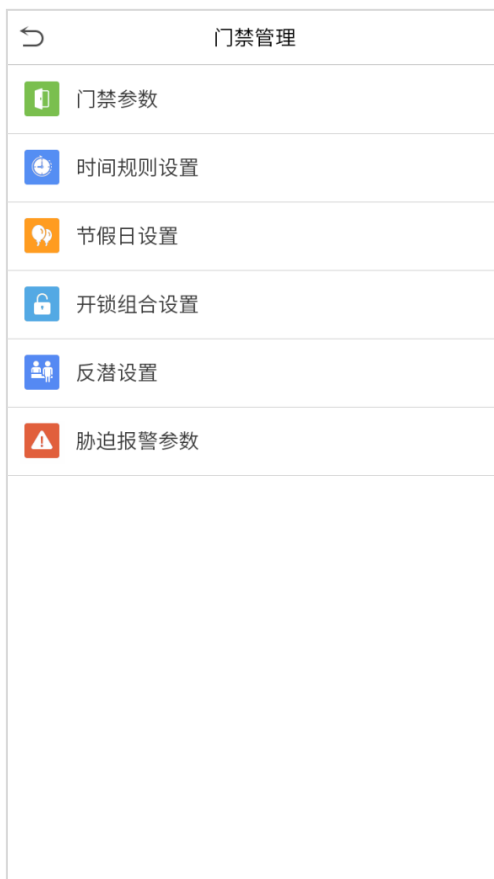 门禁管理
门禁参数
时间规则设置
节假日设置
开锁组合设置
反潜设置
胁迫报警参数